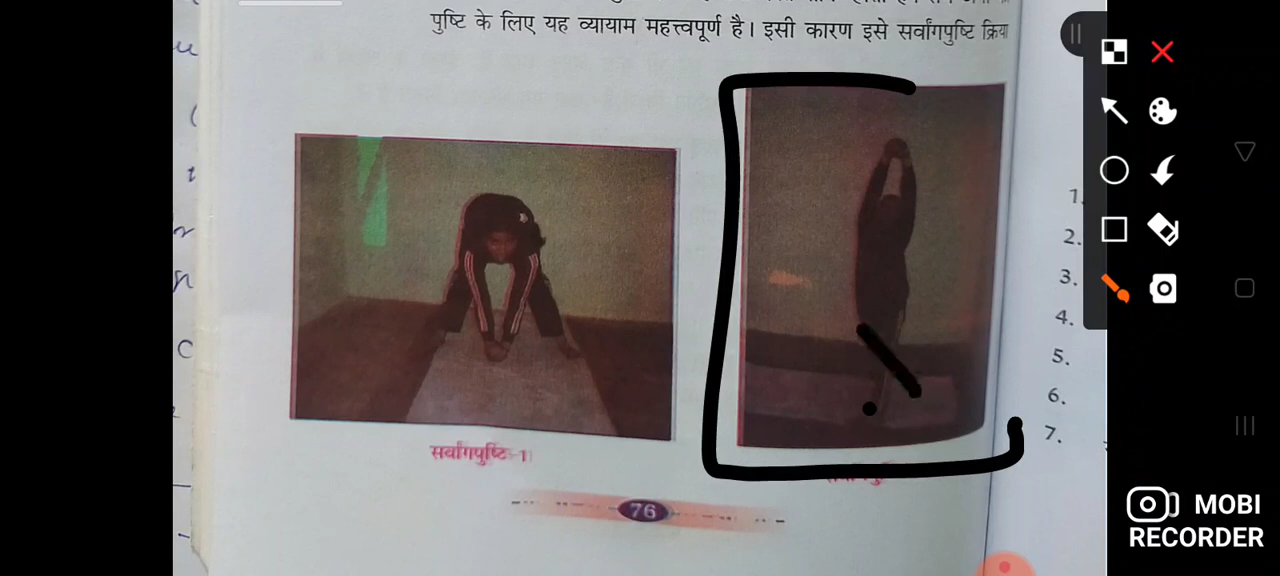 पुष्टि के लिए यह व्यायाम महत्त्वपूर्ण है। इसी कारण इसे सर्वांगपुष्टि क्रिया
सर्वांगपुष्टि-1
76
1.
2.
3.
4.
5.
6.
7.
MOBI
RECORDER